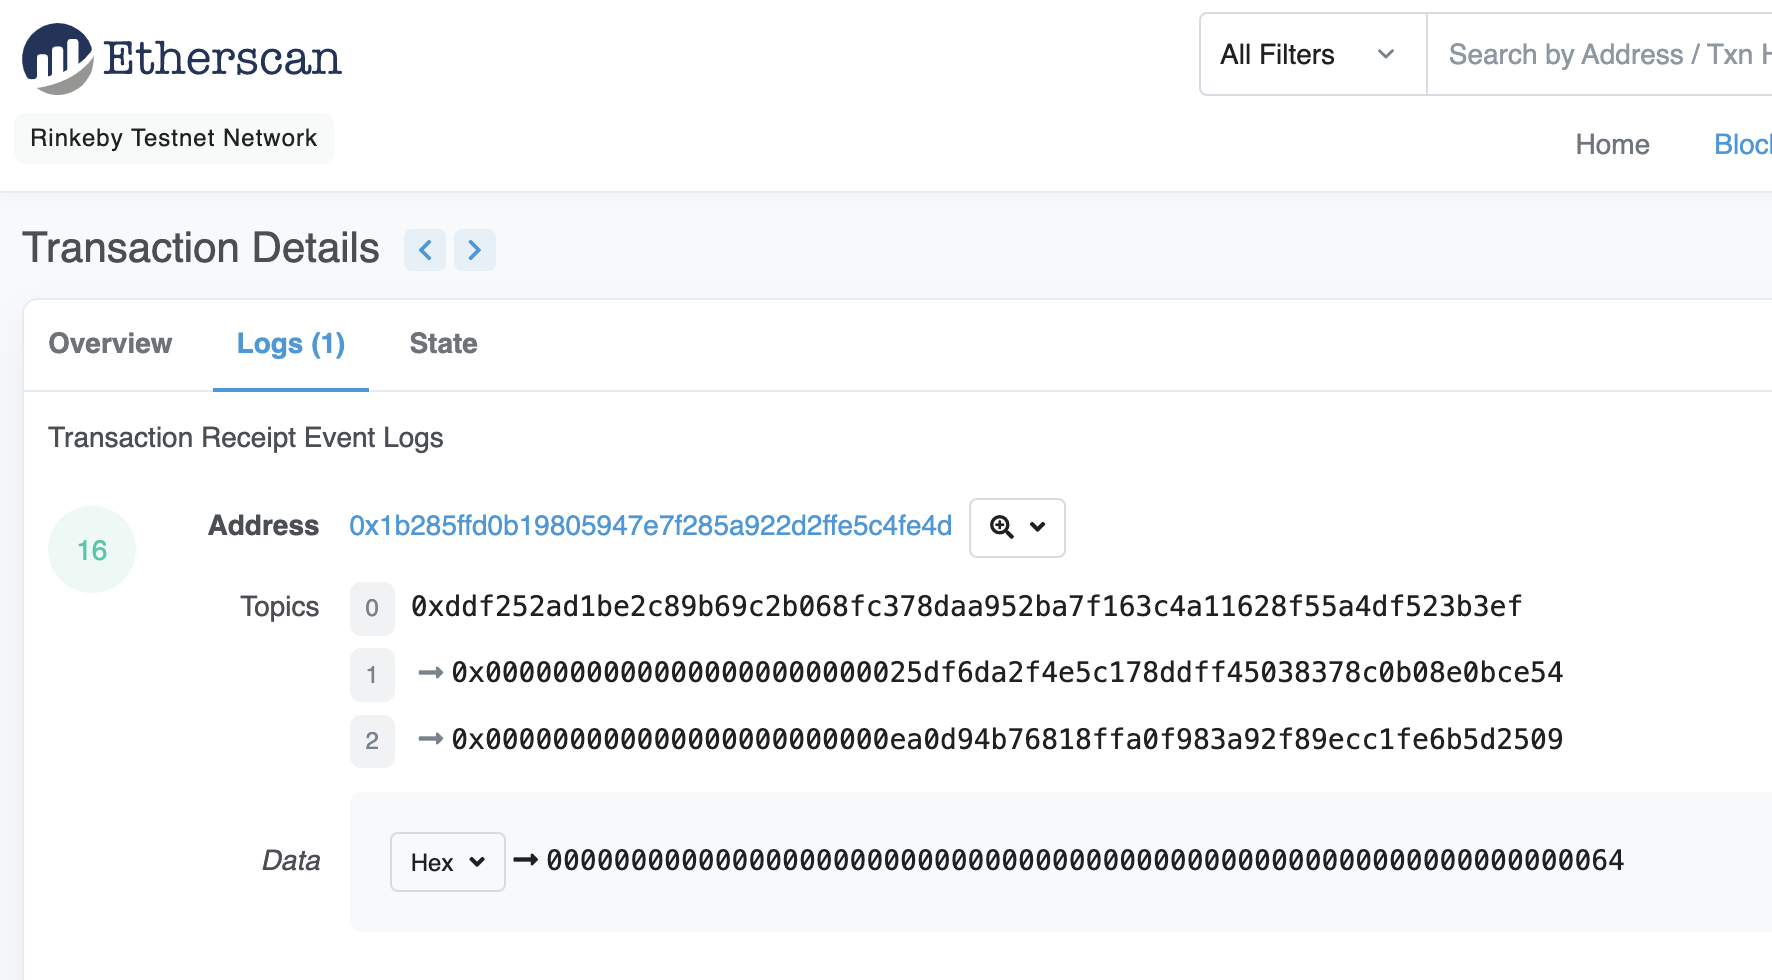 Etherscan
All Filters
Search by Address / Txn H
Rinkeby Testnet Network
Home
Bloc
Transaction Details
Overview
Logs (1)
State
Transaction Receipt Event Logs
16
Address 0x1b285ffd0b19805947e7f285a922d2ffe5c4fe4d
Topics 0 0xddf252ad1be2c89b69c2b068fc378daa952ba7f163c4a11628f55a4df523b3ef
1 → 0x00000000000000000000000025df6da2f4e5c178ddff45038378c0b08e0bce54
2 → 0x000000000000000000000000ea0d94b76818ffa0f983a92f89ecc1fe6b5d2509
Data Hex → 0000000000000000000000000000000000000000000000000000000000000064